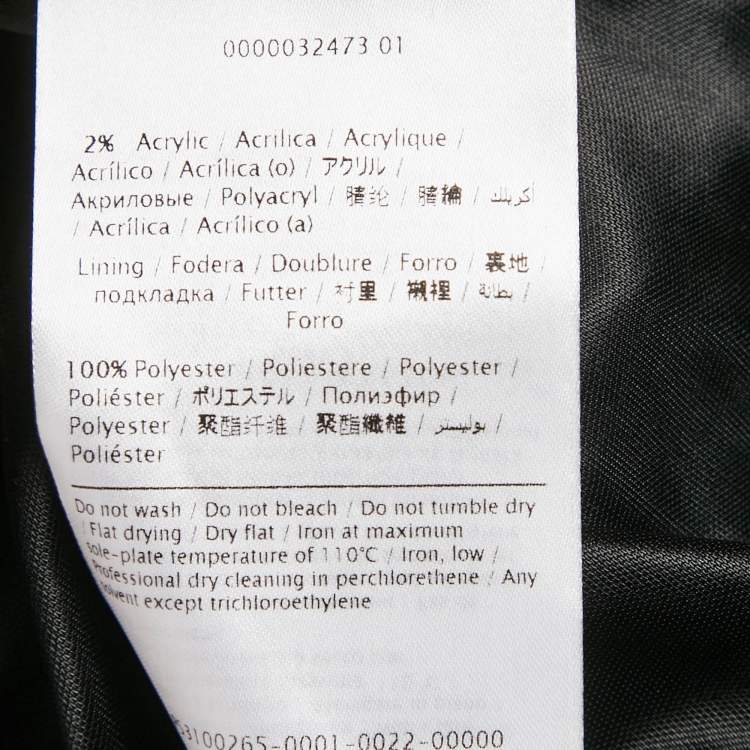 0000032473 01
2% Acrylic / Acrilica / Acrylique /
Acrílico / Acrílica (o) / アクリル /
Акриловые / Polyacryl / 腈纶 / 腈綸 / أكريلك
/ Acrílica / Acrílico (a)
Lining / Fodera / Doublure / Forro / 裏地 /
подкладка / Futter / 衬里 / 襯裡 / بطانة /
Forro
100% Polyester / Poliestere / Polyester /
Poliéster / ポリエステル / Полиэфир /
Polyester / 聚酯纤维 / 聚酯纖維 / بوليستر /
Poliéster
Do not wash / Do not bleach / Do not tumble dry
/ Flat drying / Dry flat / Iron at maximum
sole-plate temperature of 110°C / Iron, low /
Professional dry cleaning in perchlorethene / Any
solvent except trichloroethylene
53100265-0001-0022-00000